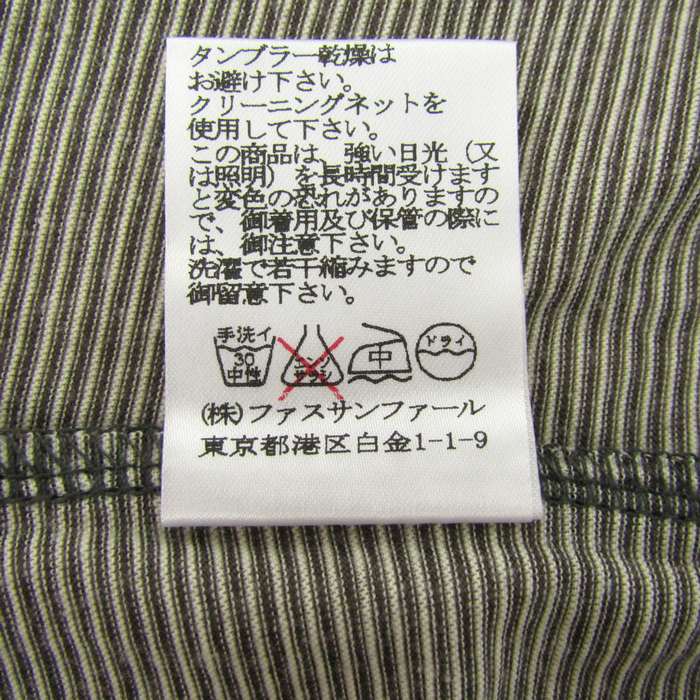 タンブラー乾燥は
お避け下さい。
クリーニングネットを
使用して下さい。
この商品は、強い日光（又
は照明）を長時間受けます
と変色の恐れがありますの
で、御着用及び保管の際に
は、御注意下さい。
洗濯で若干縮みますので
御留意下さい。
手洗イ
30
中性
エンソ
サラシ
中
ドライ
(株)ファスサンファール
東京都港区白金1-1-9